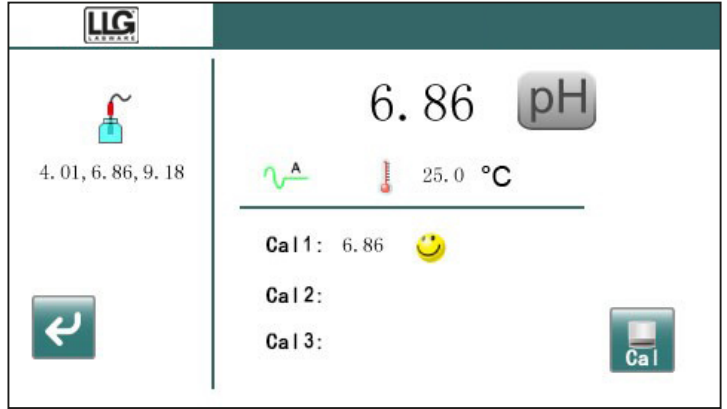 LLG
LABWARE
4.01, 6.86, 9.18
6.86 pH
A 25.0 °C
Cal1: 6.86
Cal2:
Cal3:
Cal